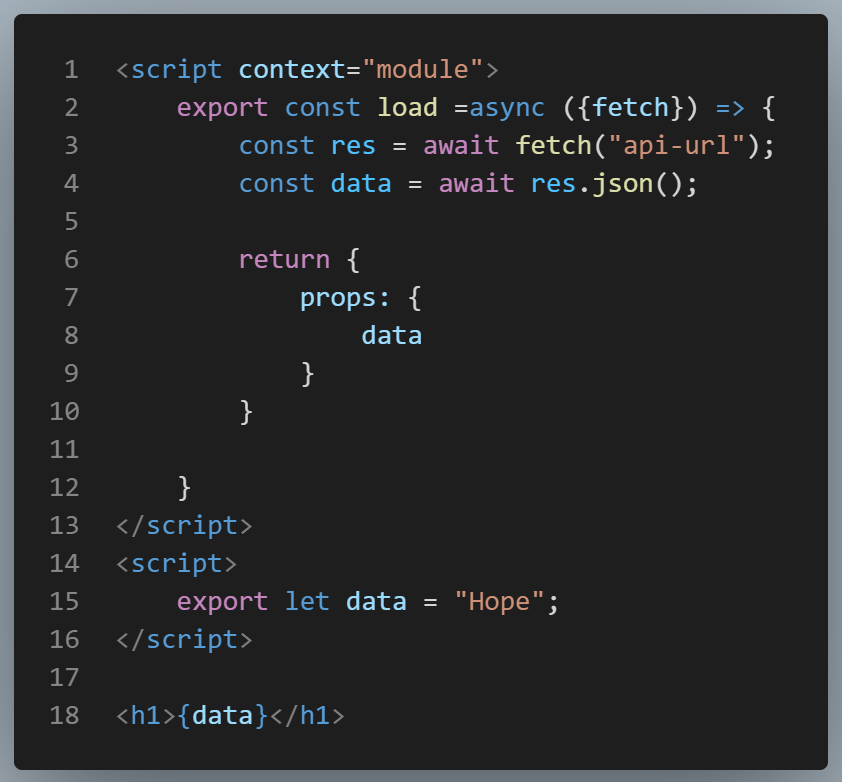 1 <script context="module">
2 export const load =async ({fetch}) => {
3 const res = await fetch("api-url");
4 const data = await res.json();
5
6 return {
7 props: {
8 data
9 }
10 }
11
12 }
13 </script>
14 <script>
15 export let data = "Hope";
16 </script>
17
18 <h1>{data}</h1>